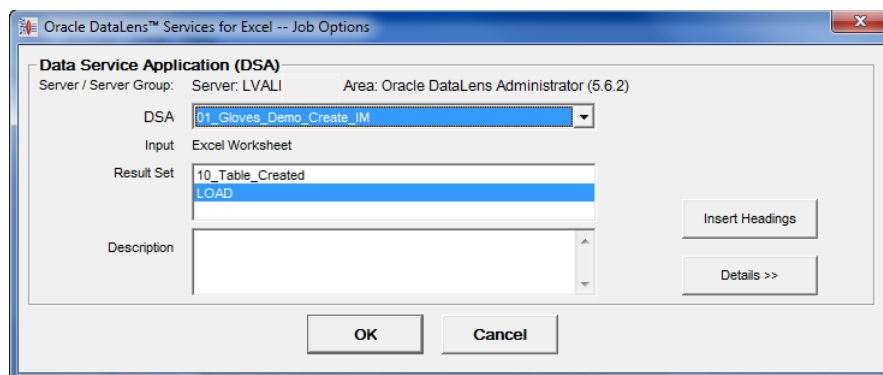 Oracle DataLens™ Services for Excel -- Job Options
X
Data Service Application (DSA)
Server / Server Group: Server: LVALI Area: Oracle DataLens Administrator (5.6.2)
DSA 01_Gloves_Demo_Create_IM
Input Excel Worksheet
Result Set 10_Table_Created
LOAD
Insert Headings
Description
Details >>
OK Cancel